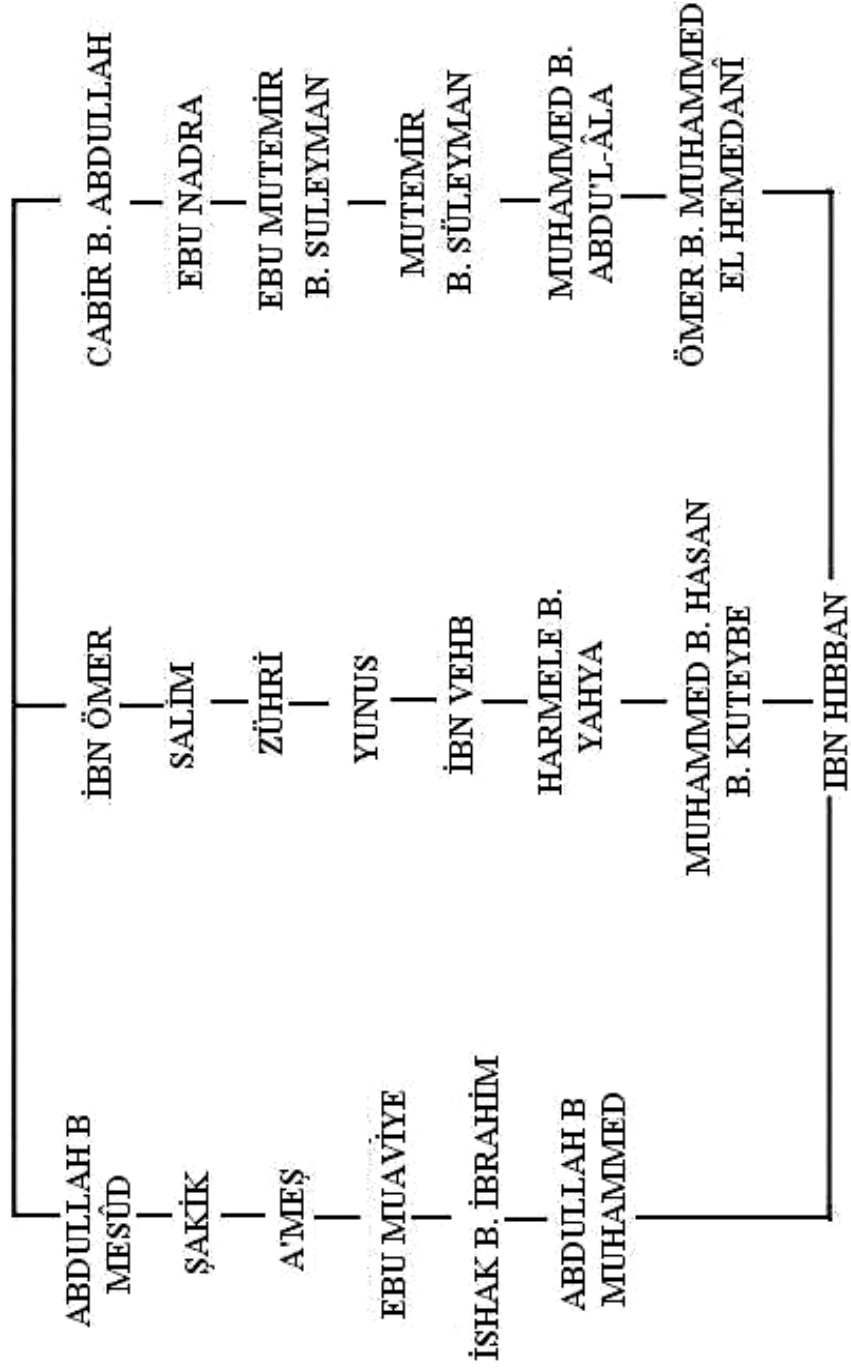 ABDULLAH B
MESÛD
ŞAKİK
A'MEŞ
EBU MUAVİYE
İSHAK B. İBRAHİM
ABDULLAH B
MUHAMMED
İBN ÖMER
SALİM
ZÜHRİ
YUNUS
İBN VEHB
HARMELE B.
YAHYA
MUHAMMED B. HASAN
B. KUTEYBE
CABİR B. ABDULLAH
EBU NADRA
EBU MUTEMİR
B. SULEYMAN
MUTEMİR
B. SÜLEYMAN
MUHAMMED B.
ABDU'L-ÂLA
ÖMER B. MUHAMMED
EL HEMEDANÎ
IBN HIBBAN